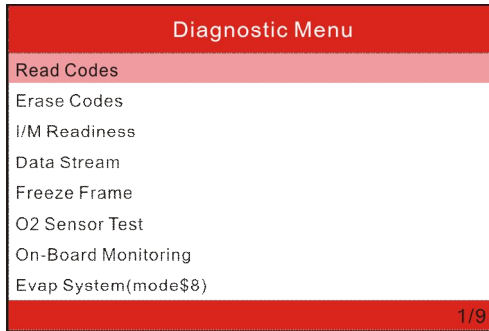 Diagnostic Menu
Read Codes
Erase Codes
I/M Readiness
Data Stream
Freeze Frame
O2 Sensor Test
On-Board Monitoring
Evap System(mode$8)
1/9